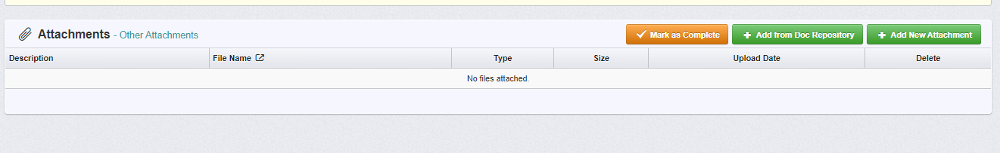 Attachments - Other Attachments
Mark as Complete
Add from Doc Repository
Add New Attachment
Description File Name Type Size Upload Date Delete
No files attached.